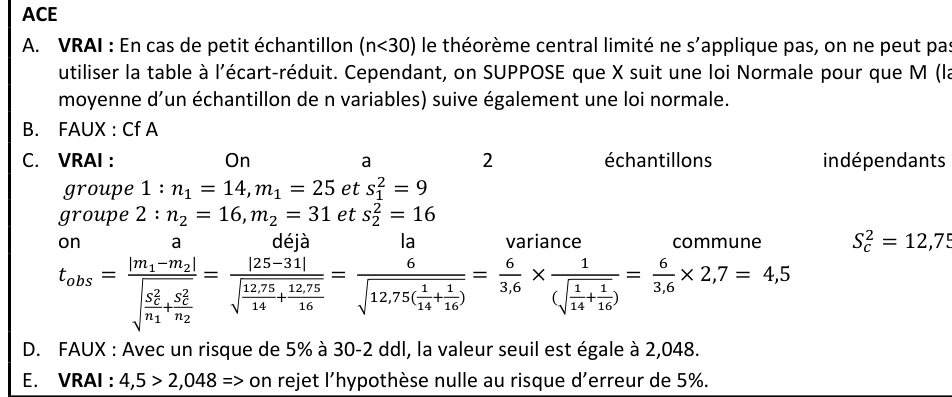 ACE
A. VRAI : En cas de petit échantillon (n<30) le théorème central limité ne s'applique pas, on ne peut pas
utiliser la table à l'écart-réduit. Cependant, on SUPPOSE que X suit une loi Normale pour que M (la
moyenne d'un échantillon de n variables) suive également une loi normale.
B. FAUX : Cf A
C. VRAI : On a 2 échantillons indépendants
groupe 1 : n₁ = 14, m₁ = 25 et s₁² = 9
groupe 2 : n₂ = 16, m₂ = 31 et s₂² = 16
on a déjà la variance commune S_c² = 12,75
t_obs = |m₁−m₂| / √(S_c²/n₁ + S_c²/n₂) = |25−31| / √(12,75/14 + 12,75/16) = 6 / √(12,75(1/14 + 1/16)) = 6/3,6 × 1/(√(1/14 + 1/16)) = 6/3,6 × 2,7 = 4,5
D. FAUX : Avec un risque de 5% à 30-2 ddl, la valeur seuil est égale à 2,048.
E. VRAI : 4,5 > 2,048 => on rejet l'hypothèse nulle au risque d'erreur de 5%.